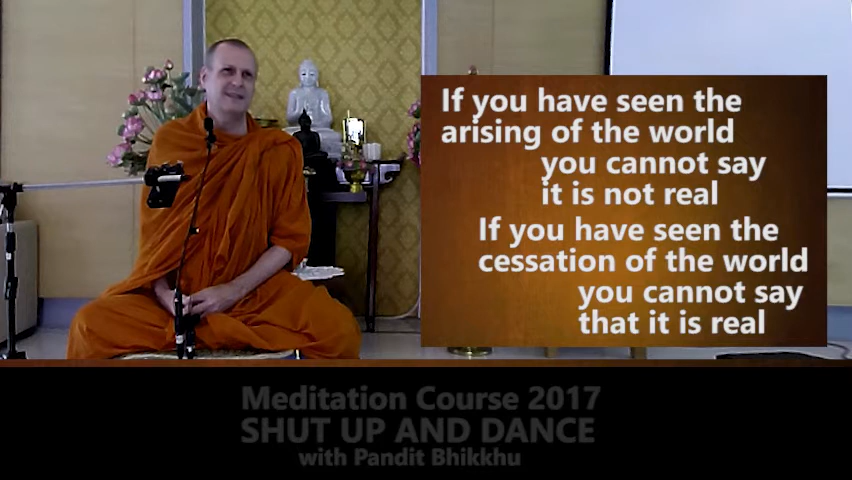 If you have seen the
arising of the world
you cannot say
it is not real
If you have seen the
cessation of the world
you cannot say
that it is real
Meditation Course 2017
SHUT UP AND DANCE
with Pandit Bhikkhu